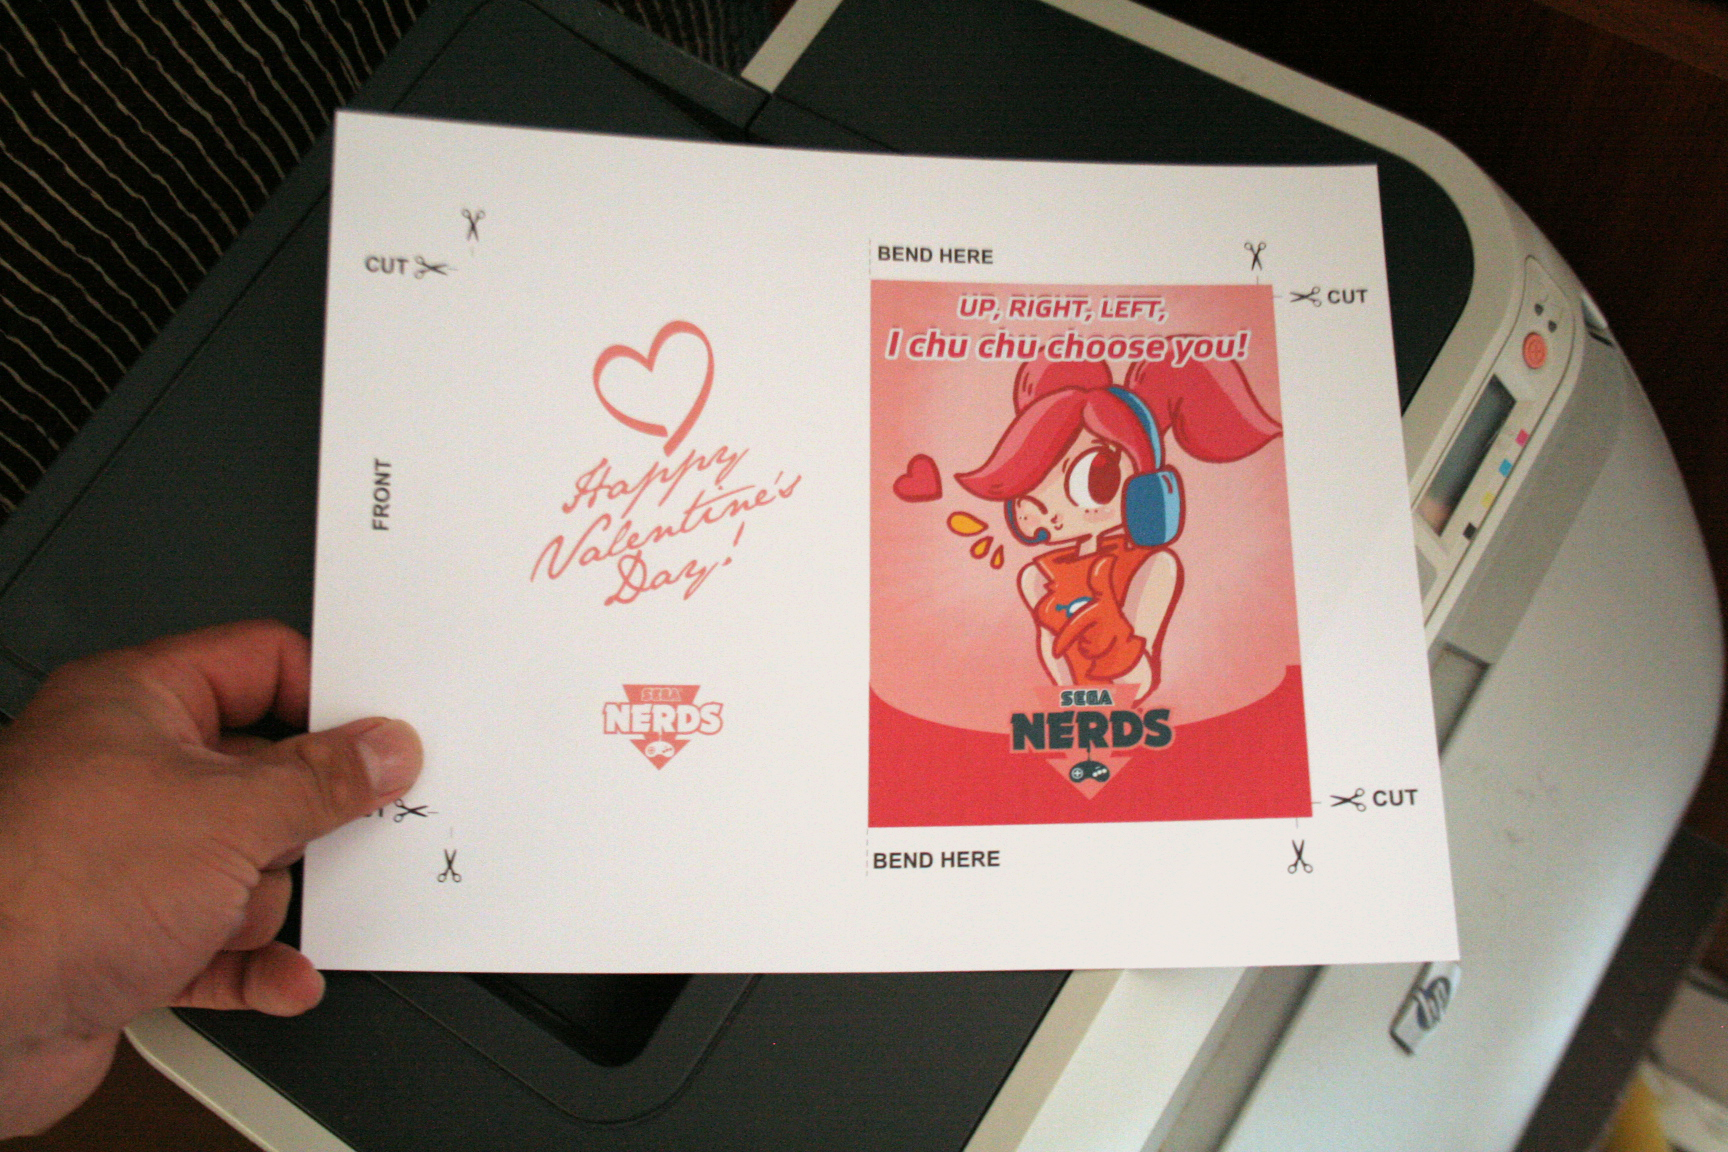 CUT
FRONT
Happy
Valentine's
Day!
SEGA
NERDS
BEND HERE
CUT
UP, RIGHT, LEFT,
I chu chu choose you!
SEGA
NERDS
CUT
BEND HERE
hp